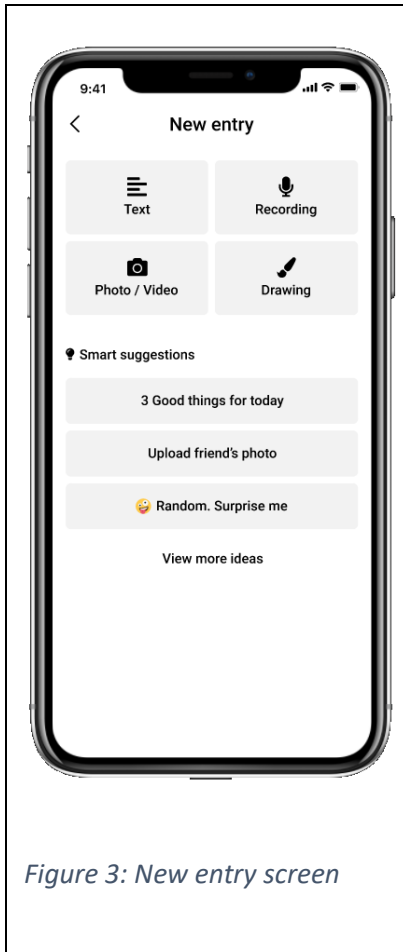 9:41
New entry
Text
Recording
Photo / Video
Drawing
Smart suggestions
3 Good things for today
Upload friend's photo
🤪 Random. Surprise me
View more ideas
Figure 3: New entry screen